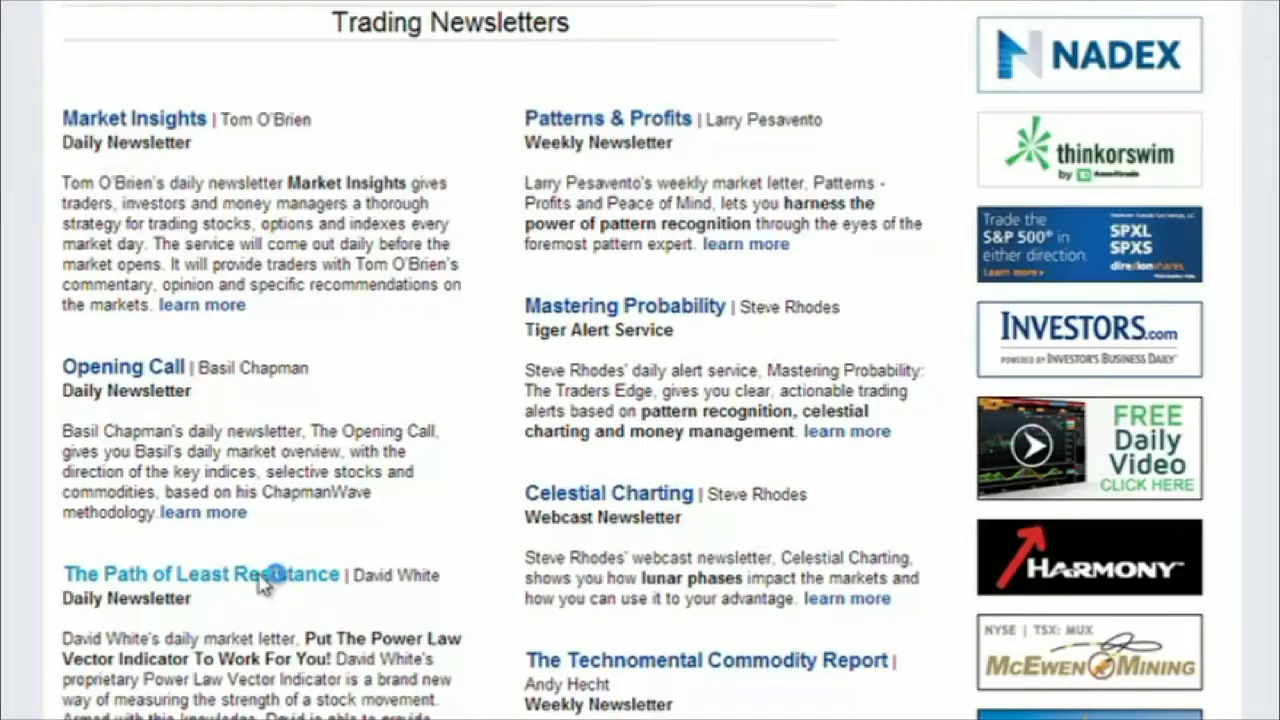 Trading Newsletters
Market Insights | Tom O'Brien
Daily Newsletter
Tom O'Brien's daily newsletter Market Insights gives
traders, investors and money managers a thorough
strategy for trading stocks, options and indexes every
market day. The service will come out daily before the
market opens. It will provide traders with Tom O'Brien's
commentary, opinion and specific recommendations on
the markets. learn more
Opening Call | Basil Chapman
Daily Newsletter
Basil Chapman's daily newsletter, The Opening Call,
gives you Basil's daily market overview, with the
direction of the key indices, selective stocks and
commodities, based on his ChapmanWave
methodology.learn more
The Path of Least Resistance | David White
Daily Newsletter
David White's daily market letter, Put The Power Law
Vector Indicator To Work For You! David White's
proprietary Power Law Vector Indicator is a brand new
way of measuring the strength of a stock movement.
Armed with this knowledge, David is able to provide
Patterns & Profits | Larry Pesavento
Weekly Newsletter
Larry Pesavento's weekly market letter, Patterns -
Profits and Peace of Mind, lets you harness the
power of pattern recognition through the eyes of the
foremost pattern expert. learn more
Mastering Probability | Steve Rhodes
Tiger Alert Service
Steve Rhodes' daily alert service, Mastering Probability:
The Traders Edge, gives you clear, actionable trading
alerts based on pattern recognition, celestial
charting and money management. learn more
Celestial Charting | Steve Rhodes
Webcast Newsletter
Steve Rhodes' webcast newsletter, Celestial Charting,
shows you how lunar phases impact the markets and
how you can use it to your advantage. learn more
The Technomental Commodity Report |
Andy Hecht
Weekly Newsletter
NADEX
thinkorswim
by TD Ameritrade
Trade the
S&P 500® in
either direction.
Learn more
SPXL
SPXS
direxionshares
INVESTORS.com
POWERED BY INVESTOR'S BUSINESS DAILY
FREE
Daily
Video
CLICK HERE
HARMONY
NYSE | TSX: MUX
MCEWEN MINING